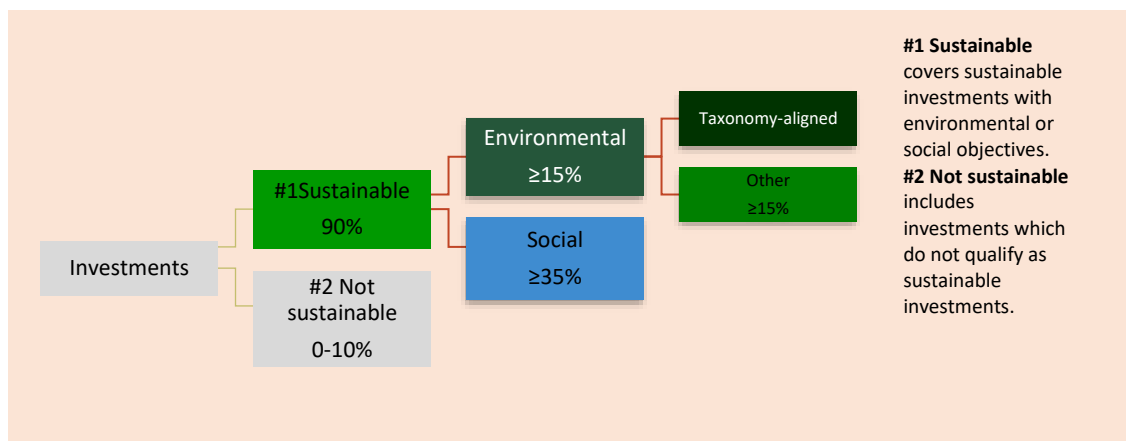 Investments
#1Sustainable
90%
#2 Not
sustainable
0-10%
Environmental
≥15%
Social
≥35%
Taxonomy-aligned
Other
≥15%
#1 Sustainable
covers sustainable
investments with
environmental or
social objectives.
#2 Not sustainable
includes
investments which
do not qualify as
sustainable
investments.